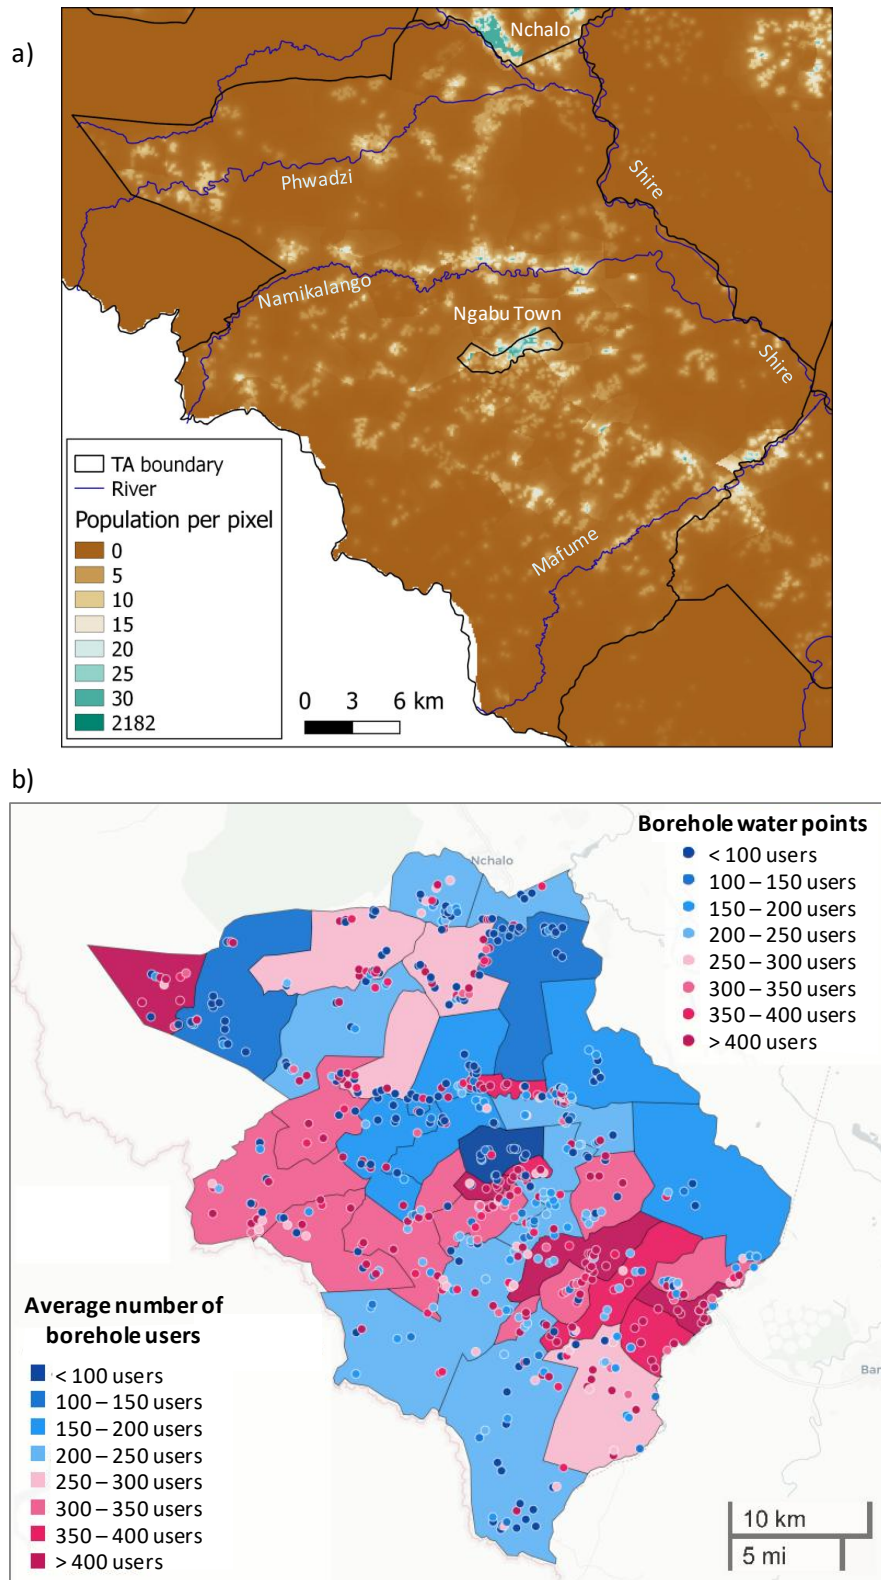 a)
Nchalo
Phwadzi
Shire
Namikalango
Ngabu Town
Shire
Mafume
TA boundary
River
Population per pixel
0
5
10
15
20
25
30
2182
0 3 6 km
b)
Nchalo
Borehole water points
< 100 users
100 – 150 users
150 – 200 users
200 – 250 users
250 – 300 users
300 – 350 users
350 – 400 users
> 400 users
Average number of
borehole users
< 100 users
100 – 150 users
150 – 200 users
200 – 250 users
250 – 300 users
300 – 350 users
350 – 400 users
> 400 users
Bar
10 km
5 mi